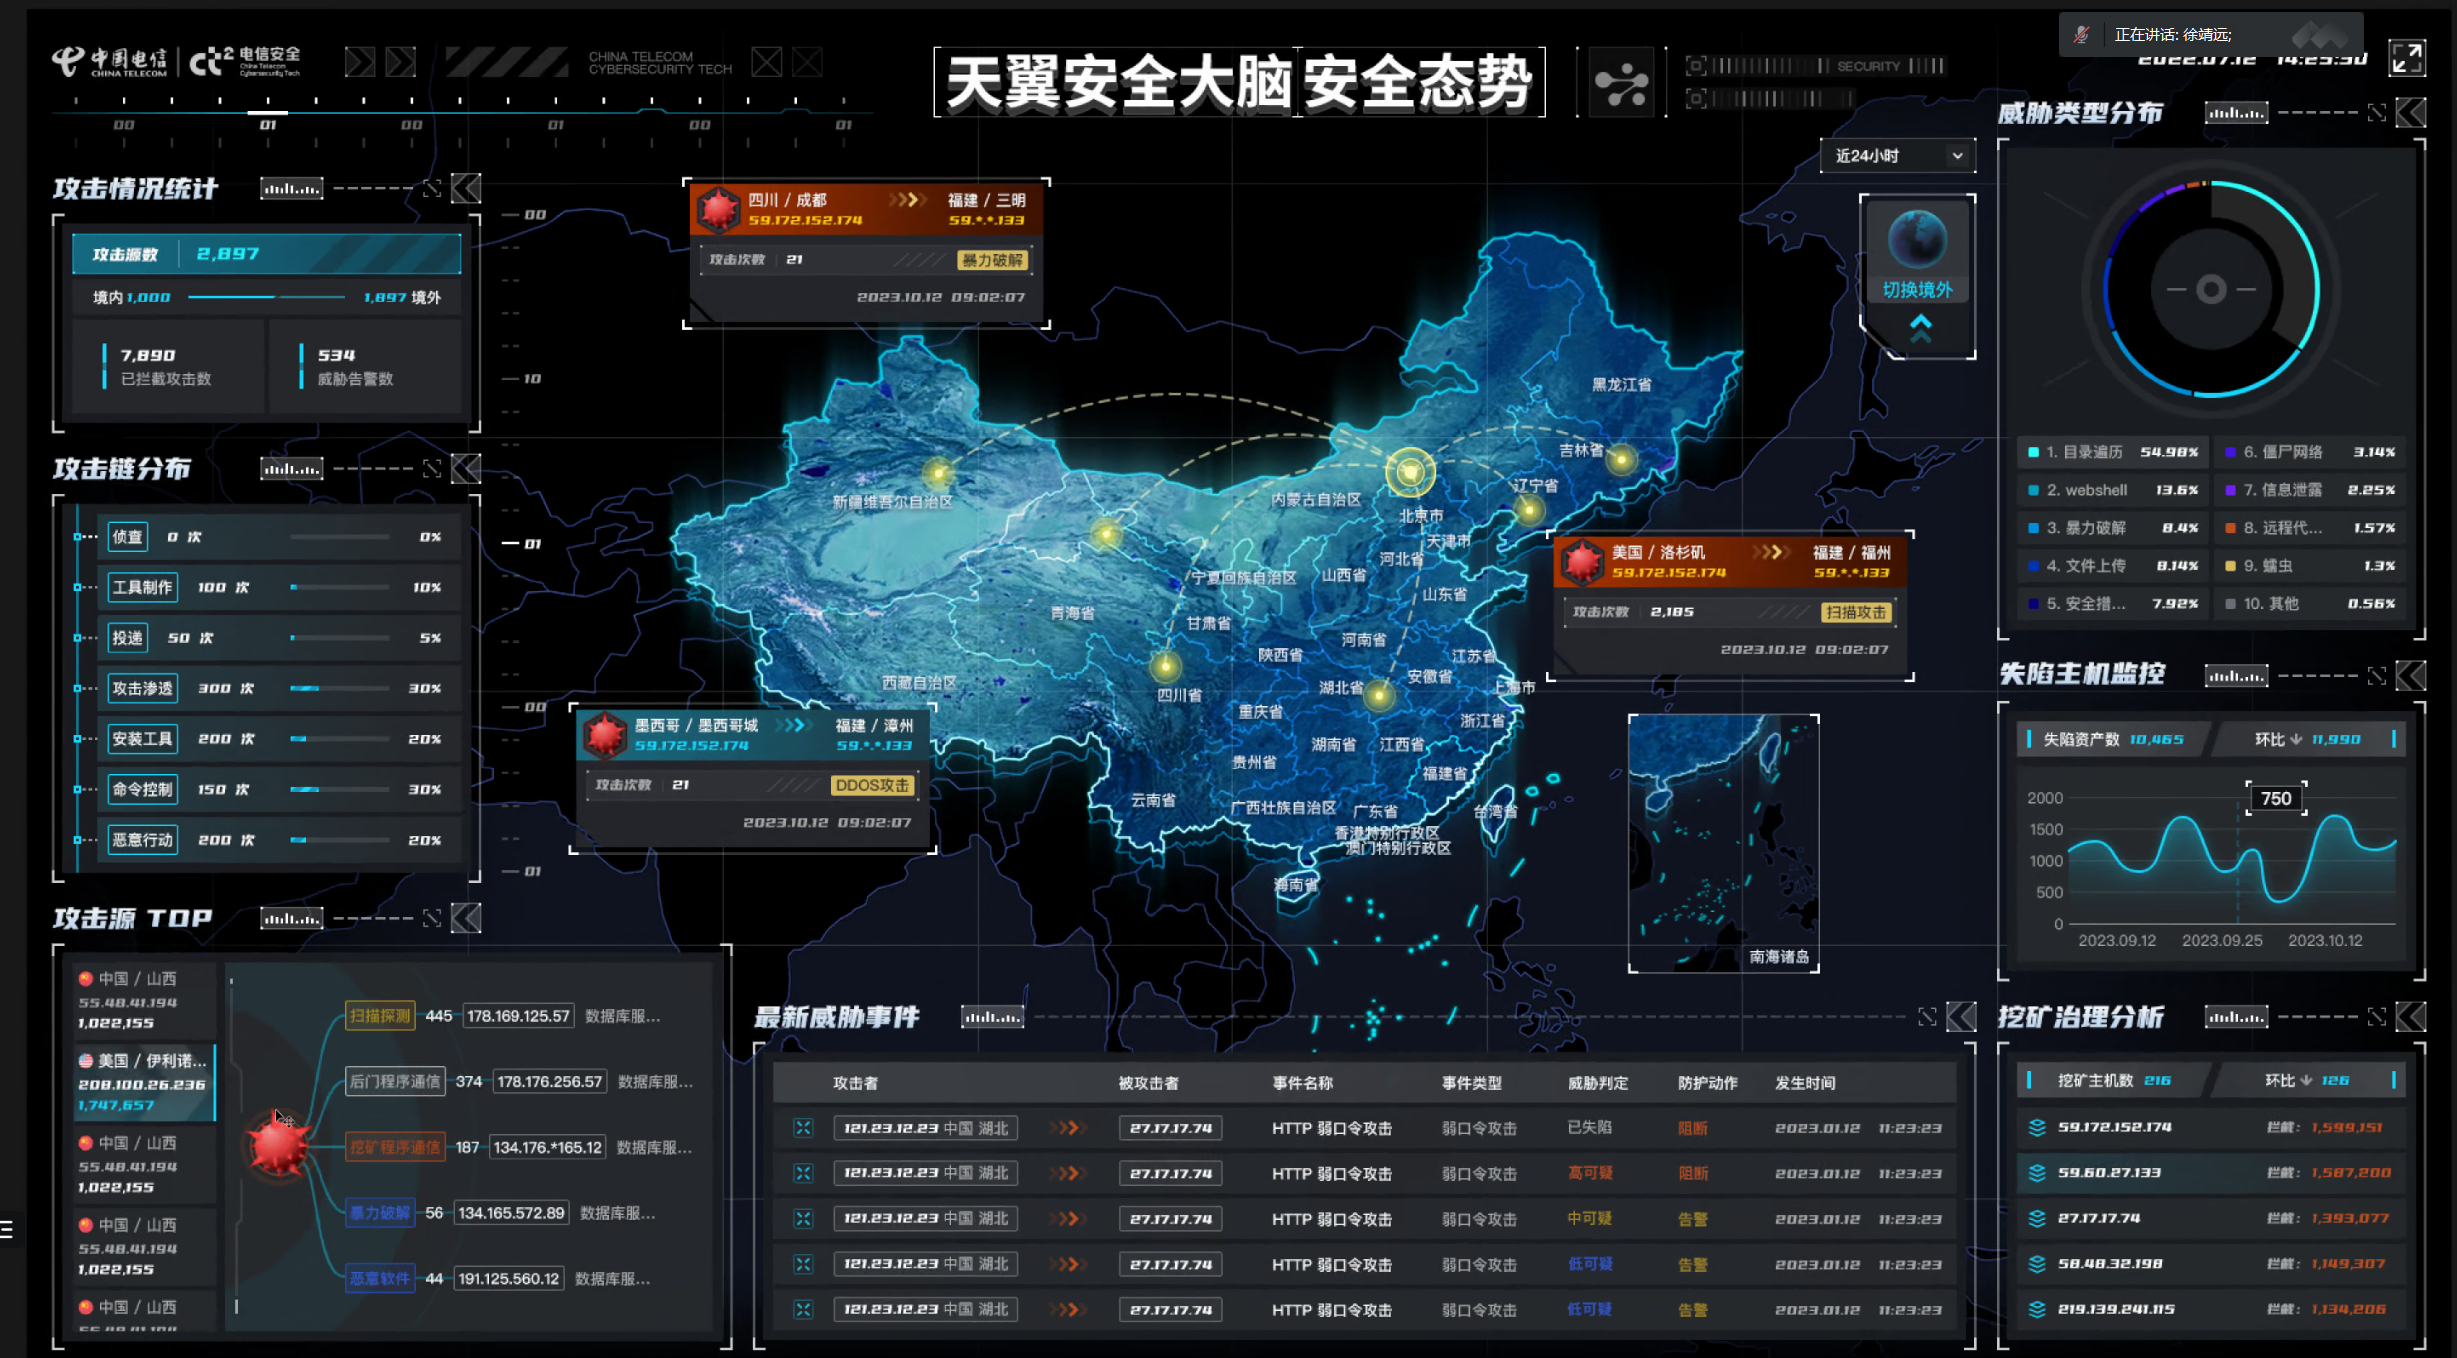 中国电信
CHINA TELECOM
ct² 电信安全
China Telecom
Cybersecurity Tech
CHINA TELECOM
CYBERSECURITY TECH
00 01 00 01 00 01
天翼安全大脑 安全态势
SECURITY
正在讲话: 徐靖远;
2022.07.12 14:25:30
近24小时
切换境外
攻击情况统计
攻击源数 2,897
境内 1,000 1,897 境外
7,890
已拦截攻击数
534
威胁告警数
攻击链分布
侦查 0 次 0%
工具制作 100 次 10%
投递 50 次 5%
攻击渗透 300 次 30%
安装工具 200 次 20%
命令控制 150 次 30%
恶意行动 200 次 20%
攻击源 TOP
中国 / 山西
55.48.41.194
1,022,155
美国 / 伊利诺...
208.100.26.236
1,747,657
中国 / 山西
55.48.41.194
1,022,155
中国 / 山西
55.48.41.194
1,022,155
中国 / 山西
扫描探测 445 178.169.125.57 数据库服...
后门程序通信 374 178.176.256.57 数据库服...
挖矿程序通信 187 134.176.*165.12 数据库服...
暴力破解 56 134.165.572.89 数据库服...
恶意软件 44 191.125.560.12 数据库服...
00
10
01
00
01
四川 / 成都 福建 / 三明
59.172.152.174 59.*.*.133
攻击次数 21 暴力破解
2023.10.12 09:02:07
美国 / 洛杉矶 福建 / 福州
59.172.152.174 59.*.*.133
攻击次数 2,185 扫描攻击
2023.10.12 09:02:07
墨西哥 / 墨西哥城 福建 / 漳州
59.172.152.174 59.*.*.133
攻击次数 21 DDOS攻击
2023.10.12 09:02:07
黑龙江省
吉林省
辽宁省
内蒙古自治区
新疆维吾尔自治区
北京市
天津市
河北省
山西省
宁夏回族自治区
山东省
青海省
甘肃省
河南省
陕西省
江苏省
安徽省
西藏自治区
湖北省
上海市
四川省
重庆省
浙江省
湖南省
江西省
贵州省
福建省
云南省
广西壮族自治区
广东省
台湾省
香港特别行政区
澳门特别行政区
海南省
南海诸岛
最新威胁事件
攻击者 被攻击者 事件名称 事件类型 威胁判定 防护动作 发生时间
121.23.12.23 中国 湖北 27.17.17.74 HTTP 弱口令攻击 弱口令攻击 已失陷 阻断 2023.01.12 11:23:23
121.23.12.23 中国 湖北 27.17.17.74 HTTP 弱口令攻击 弱口令攻击 高可疑 阻断 2023.01.12 11:23:23
121.23.12.23 中国 湖北 27.17.17.74 HTTP 弱口令攻击 弱口令攻击 中可疑 告警 2023.01.12 11:23:23
121.23.12.23 中国 湖北 27.17.17.74 HTTP 弱口令攻击 弱口令攻击 低可疑 告警 2023.01.12 11:23:23
121.23.12.23 中国 湖北 27.17.17.74 HTTP 弱口令攻击 弱口令攻击 低可疑 告警 2023.01.12 11:23:23
威胁类型分布
1. 目录遍历 54.98% 6. 僵尸网络 3.14%
2. webshell 13.6% 7. 信息泄露 2.25%
3. 暴力破解 8.4% 8. 远程代... 1.57%
4. 文件上传 8.14% 9. 蠕虫 1.3%
5. 安全措... 7.92% 10. 其他 0.56%
失陷主机监控
失陷资产数 10,465 环比 11,990
750
2000
1500
1000
500
0
2023.09.12 2023.09.25 2023.10.12
挖矿治理分析
挖矿主机数 216 环比 126
59.172.152.174 拦截: 1,599,151
59.60.27.133 拦截: 1,587,200
27.17.17.74 拦截: 1,393,077
58.48.32.198 拦截: 1,149,307
219.139.241.115 拦截: 1,134,206